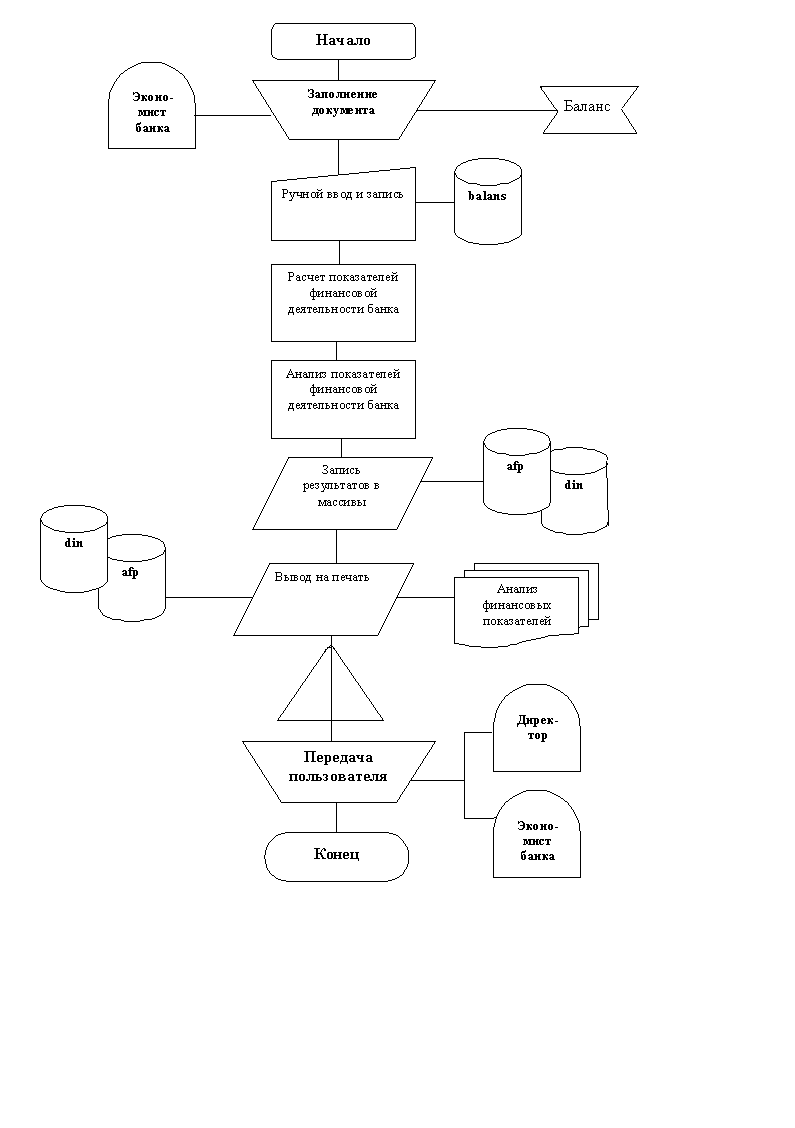 Начало
Эконо-
мист
банка
Заполнение
документа
Баланс
Ручной ввод и запись
balans
Расчет показателей
финансовой
деятельности банка
Анализ показателей
финансовой
деятельности банка
Запись
результатов в
массивы
afp
din
din
afp
Вывод на печать
Анализ
финансовых
показателей
Дирек-
тор
Передача
пользователя
Эконо-
мист
банка
Конец